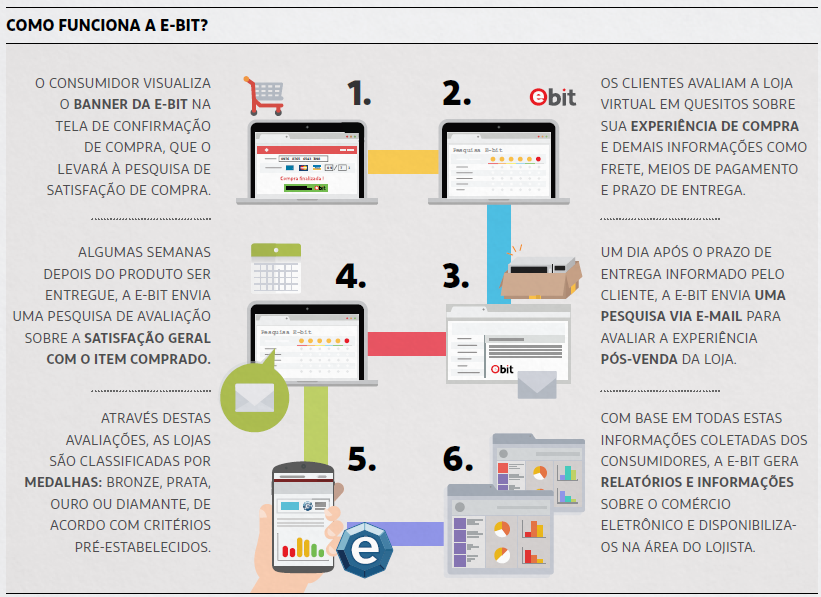 COMO FUNCIONA A E-BIT?
1.
O CONSUMIDOR VISUALIZA
O BANNER DA E-BIT NA
TELA DE CONFIRMAÇÃO
DE COMPRA, QUE O
LEVARÁ À PESQUISA DE
SATISFAÇÃO DE COMPRA.
Compra finalizada!
2.
ebit
Pesquisa E-bit
OS CLIENTES AVALIAM A LOJA
VIRTUAL EM QUESITOS SOBRE
SUA EXPERIÊNCIA DE COMPRA
E DEMAIS INFORMAÇÕES COMO
FRETE, MEIOS DE PAGAMENTO
E PRAZO DE ENTREGA.
3.
UM DIA APÓS O PRAZO DE
ENTREGA INFORMADO PELO
CLIENTE, A E-BIT ENVIA UMA
PESQUISA VIA E-MAIL PARA
AVALIAR A EXPERIÊNCIA
PÓS-VENDA DA LOJA.
ebit
4.
ALGUMAS SEMANAS
DEPOIS DO PRODUTO SER
ENTREGUE, A E-BIT ENVIA
UMA PESQUISA DE AVALIAÇÃO
SOBRE A SATISFAÇÃO GERAL
COM O ITEM COMPRADO.
Pesquisa E-bit
5.
ATRAVÉS DESTAS
AVALIAÇÕES, AS LOJAS
SÃO CLASSIFICADAS POR
MEDALHAS: BRONZE, PRATA,
OURO OU DIAMANTE, DE
ACORDO COM CRITÉRIOS
PRÉ-ESTABELECIDOS.
e
6.
COM BASE EM TODAS ESTAS
INFORMAÇÕES COLETADAS DOS
CONSUMIDORES, A E-BIT GERA
RELATÓRIOS E INFORMAÇÕES
SOBRE O COMÉRCIO
ELETRÔNICO E DISPONIBILIZA-
OS NA ÁREA DO LOJISTA.